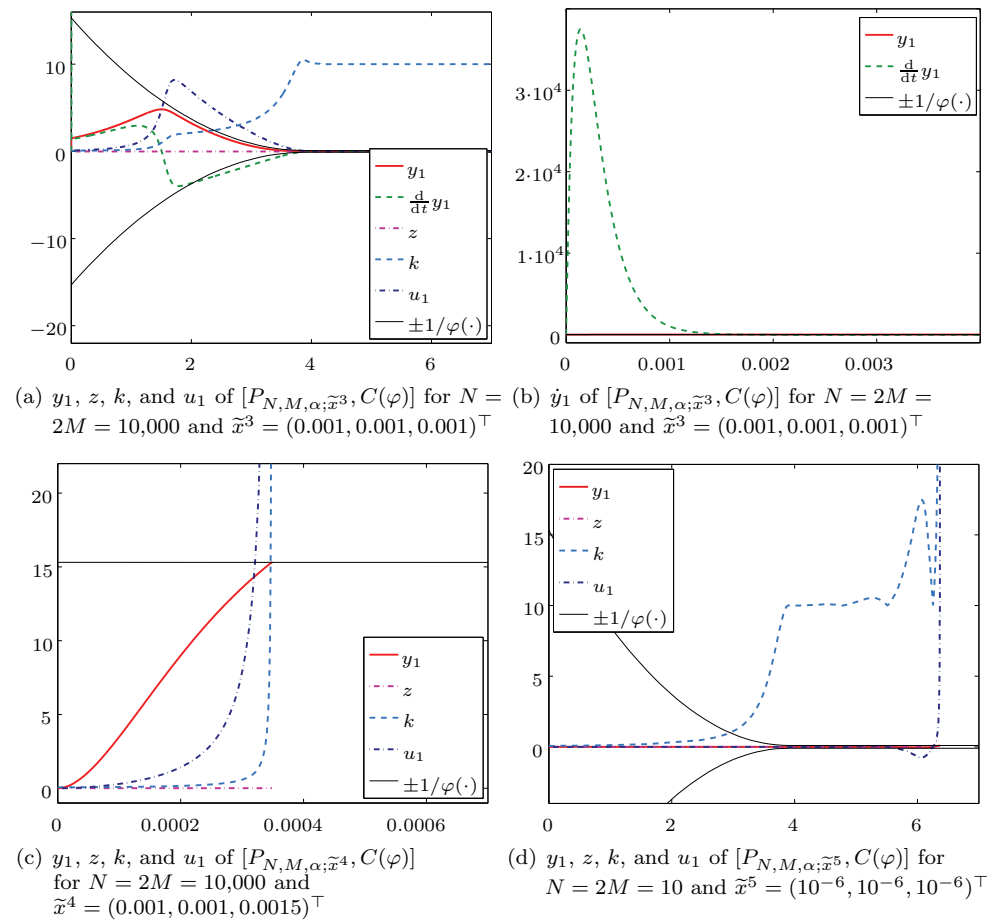 10
0
−10
−20
0 2 4 6
y₁
d/dt y₁
z
k
u₁
±1/φ(·)
3·10⁴
2·10⁴
1·10⁴
0
0 0.001 0.002 0.003
y₁
d/dt y₁
±1/φ(·)
(a) y₁, z, k, and u₁ of [P_{N,M,α;x̃³}, C(φ)] for N =
2M = 10,000 and x̃³ = (0.001, 0.001, 0.001)^⊤
(b) ẏ₁ of [P_{N,M,α;x̃³}, C(φ)] for N = 2M =
10,000 and x̃³ = (0.001, 0.001, 0.001)^⊤
20
15
10
5
0
0 0.0002 0.0004 0.0006
y₁
z
k
u₁
±1/φ(·)
20
15
10
5
0
0 2 4 6
y₁
z
k
u₁
±1/φ(·)
(c) y₁, z, k, and u₁ of [P_{N,M,α;x̃⁴}, C(φ)]
for N = 2M = 10,000 and
x̃⁴ = (0.001, 0.001, 0.0015)^⊤
(d) y₁, z, k, and u₁ of [P_{N,M,α;x̃⁵}, C(φ)] for
N = 2M = 10 and x̃⁵ = (10⁻⁶, 10⁻⁶, 10⁻⁶)^⊤